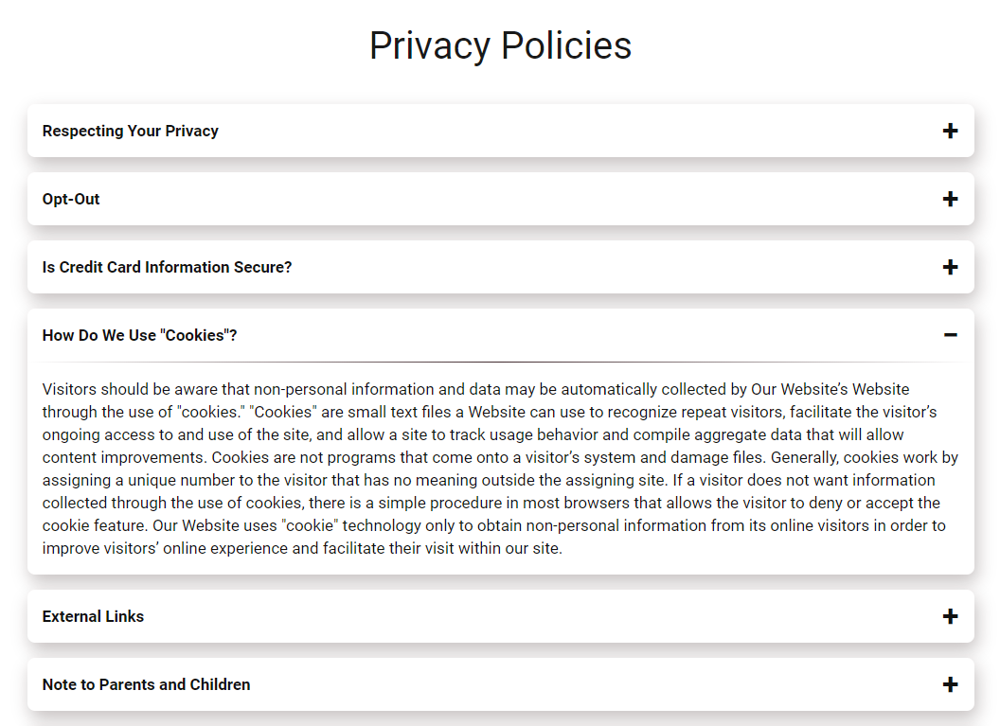 Privacy Policies
Respecting Your Privacy
Opt-Out
Is Credit Card Information Secure?
How Do We Use "Cookies"?
Visitors should be aware that non-personal information and data may be automatically collected by Our Website’s Website
through the use of "cookies." "Cookies" are small text files a Website can use to recognize repeat visitors, facilitate the visitor’s
ongoing access to and use of the site, and allow a site to track usage behavior and compile aggregate data that will allow
content improvements. Cookies are not programs that come onto a visitor’s system and damage files. Generally, cookies work by
assigning a unique number to the visitor that has no meaning outside the assigning site. If a visitor does not want information
collected through the use of cookies, there is a simple procedure in most browsers that allows the visitor to deny or accept the
cookie feature. Our Website uses "cookie" technology only to obtain non-personal information from its online visitors in order to
improve visitors’ online experience and facilitate their visit within our site.
External Links
Note to Parents and Children